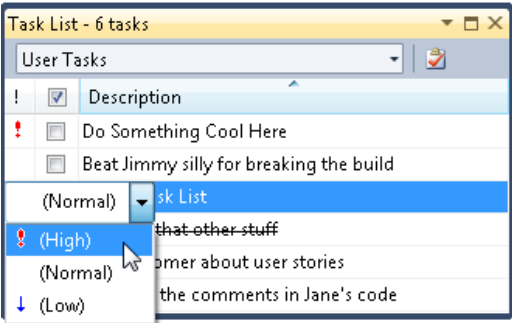 Task List - 6 tasks
User Tasks
! Description
Do Something Cool Here
Beat Jimmy silly for breaking the build
(Normal) sk List
(High) that other stuff
(Normal) omer about user stories
(Low) the comments in Jane's code